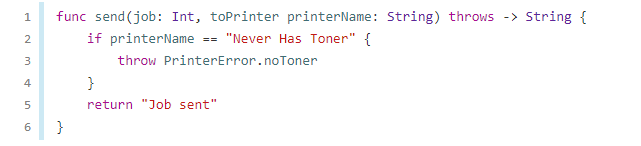 1 func send(job: Int, toPrinter printerName: String) throws -> String {
2     if printerName == "Never Has Toner" {
3         throw PrinterError.noToner
4     }
5     return "Job sent"
6 }